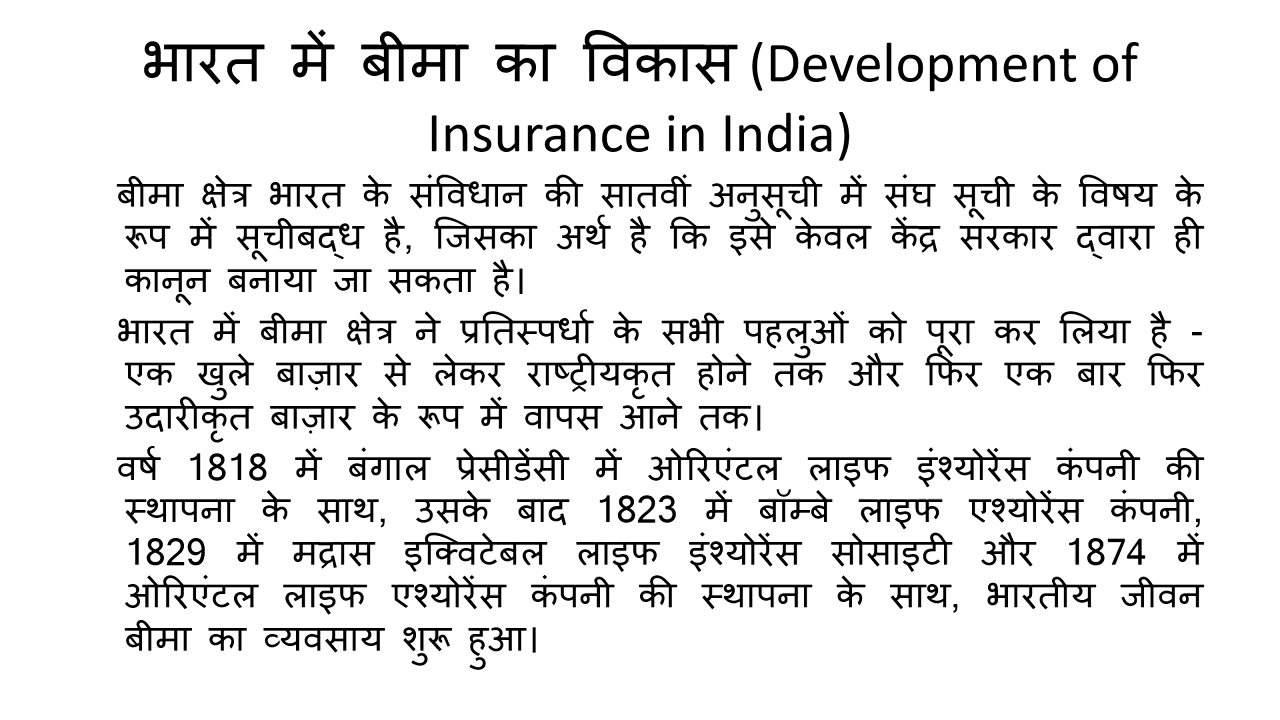 भारत में बीमा का विकास (Development of
Insurance in India)
बीमा क्षेत्र भारत के संविधान की सातवीं अनुसूची में संघ सूची के विषय के
रूप में सूचीबद्ध है, जिसका अर्थ है कि इसे केवल केंद्र सरकार द्वारा ही
कानून बनाया जा सकता है।
भारत में बीमा क्षेत्र ने प्रतिस्पर्धा के सभी पहलुओं को पूरा कर लिया है -
एक खुले बाज़ार से लेकर राष्ट्रीयकृत होने तक और फिर एक बार फिर
उदारीकृत बाज़ार के रूप में वापस आने तक।
वर्ष 1818 में बंगाल प्रेसीडेंसी में ओरिएंटल लाइफ इंश्योरेंस कंपनी की
स्थापना के साथ, उसके बाद 1823 में बॉम्बे लाइफ एश्योरेंस कंपनी,
1829 में मद्रास इक्विटेबल लाइफ इंश्योरेंस सोसाइटी और 1874 में
ओरिएंटल लाइफ एश्योरेंस कंपनी की स्थापना के साथ, भारतीय जीवन
बीमा का व्यवसाय शुरू हुआ।